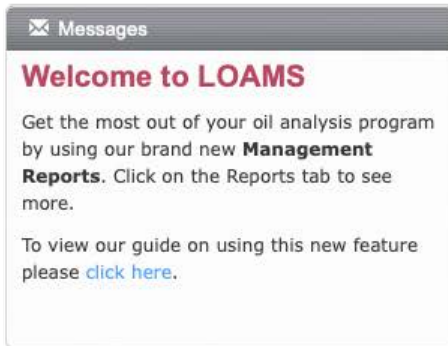 Messages
Welcome to LOAMS
Get the most out of your oil analysis program
by using our brand new Management
Reports. Click on the Reports tab to see
more.
To view our guide on using this new feature
please click here.